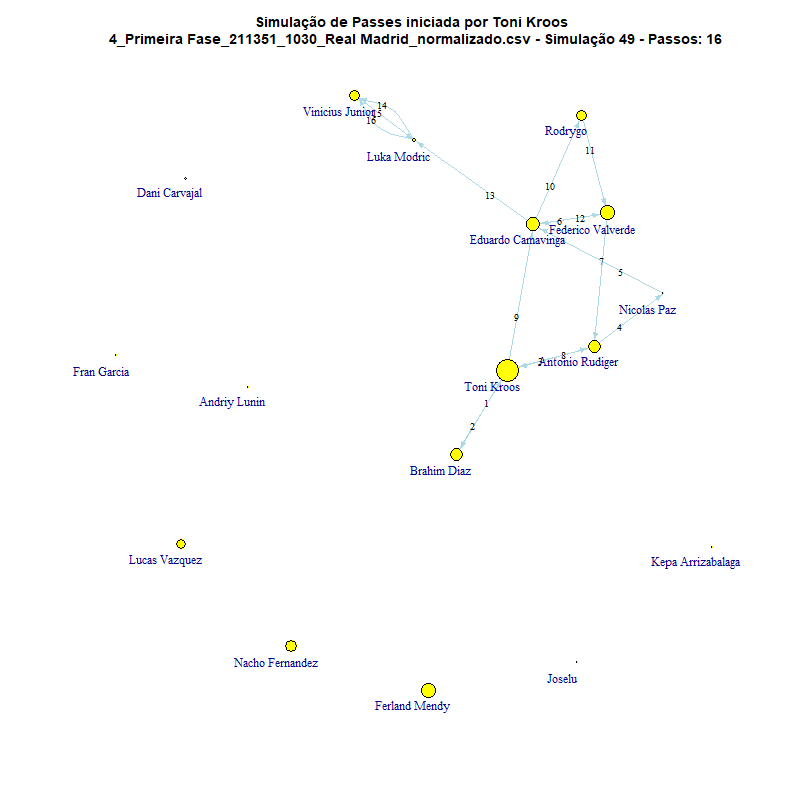 Simulação de Passes iniciada por Toni Kroos
4_Primeira Fase_211351_1030_Real Madrid_normalizado.csv - Simulação 49 - Passos: 16
14
Vinicius Junior
15
16
Rodrygo
Luka Modric
11
Dani Carvajal
10
13
6
12
Federico Valverde
Eduardo Camavinga
7
5
Nicolas Paz
9
4
8
Antonio Rudiger
Fran Garcia
Toni Kroos
Andriy Lunin
1
2
Brahim Diaz
Lucas Vazquez
Kepa Arrizabalaga
Nacho Fernandez
Joselu
Ferland Mendy